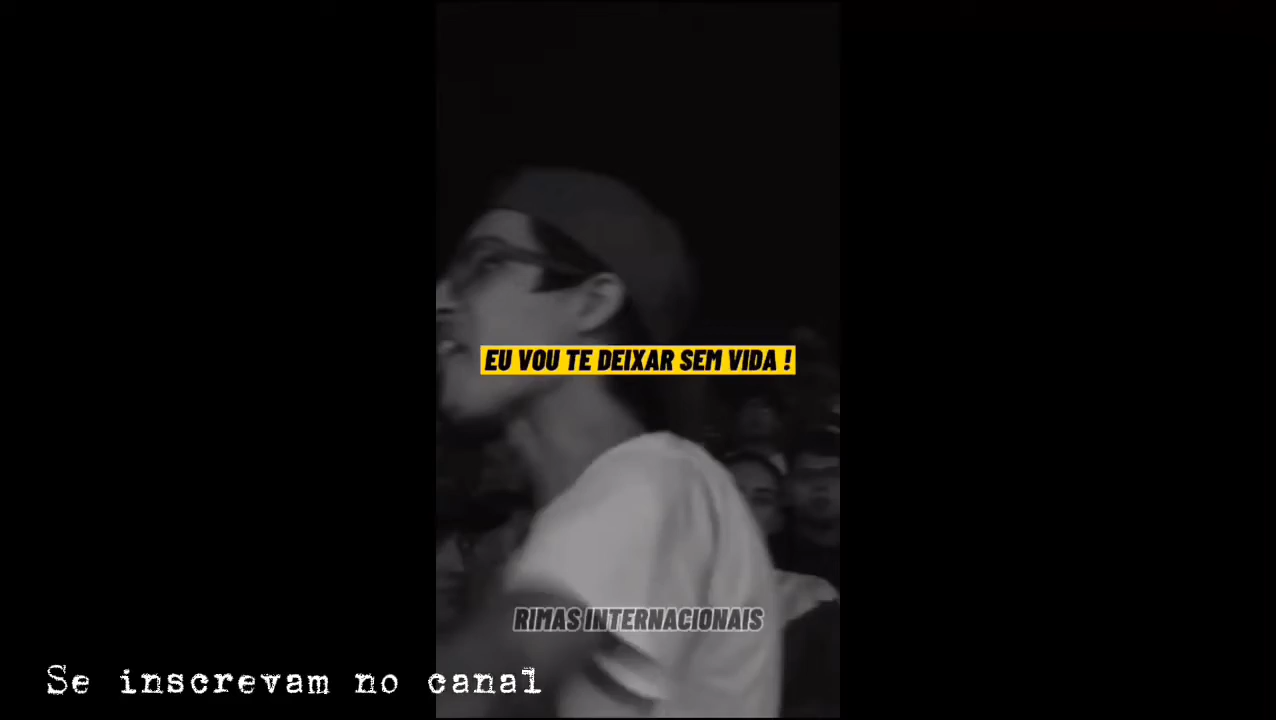 EU VOU TE DEIXAR SEM VIDA !
RIMAS INTERNACIONAIS
Se inscrevam no canal